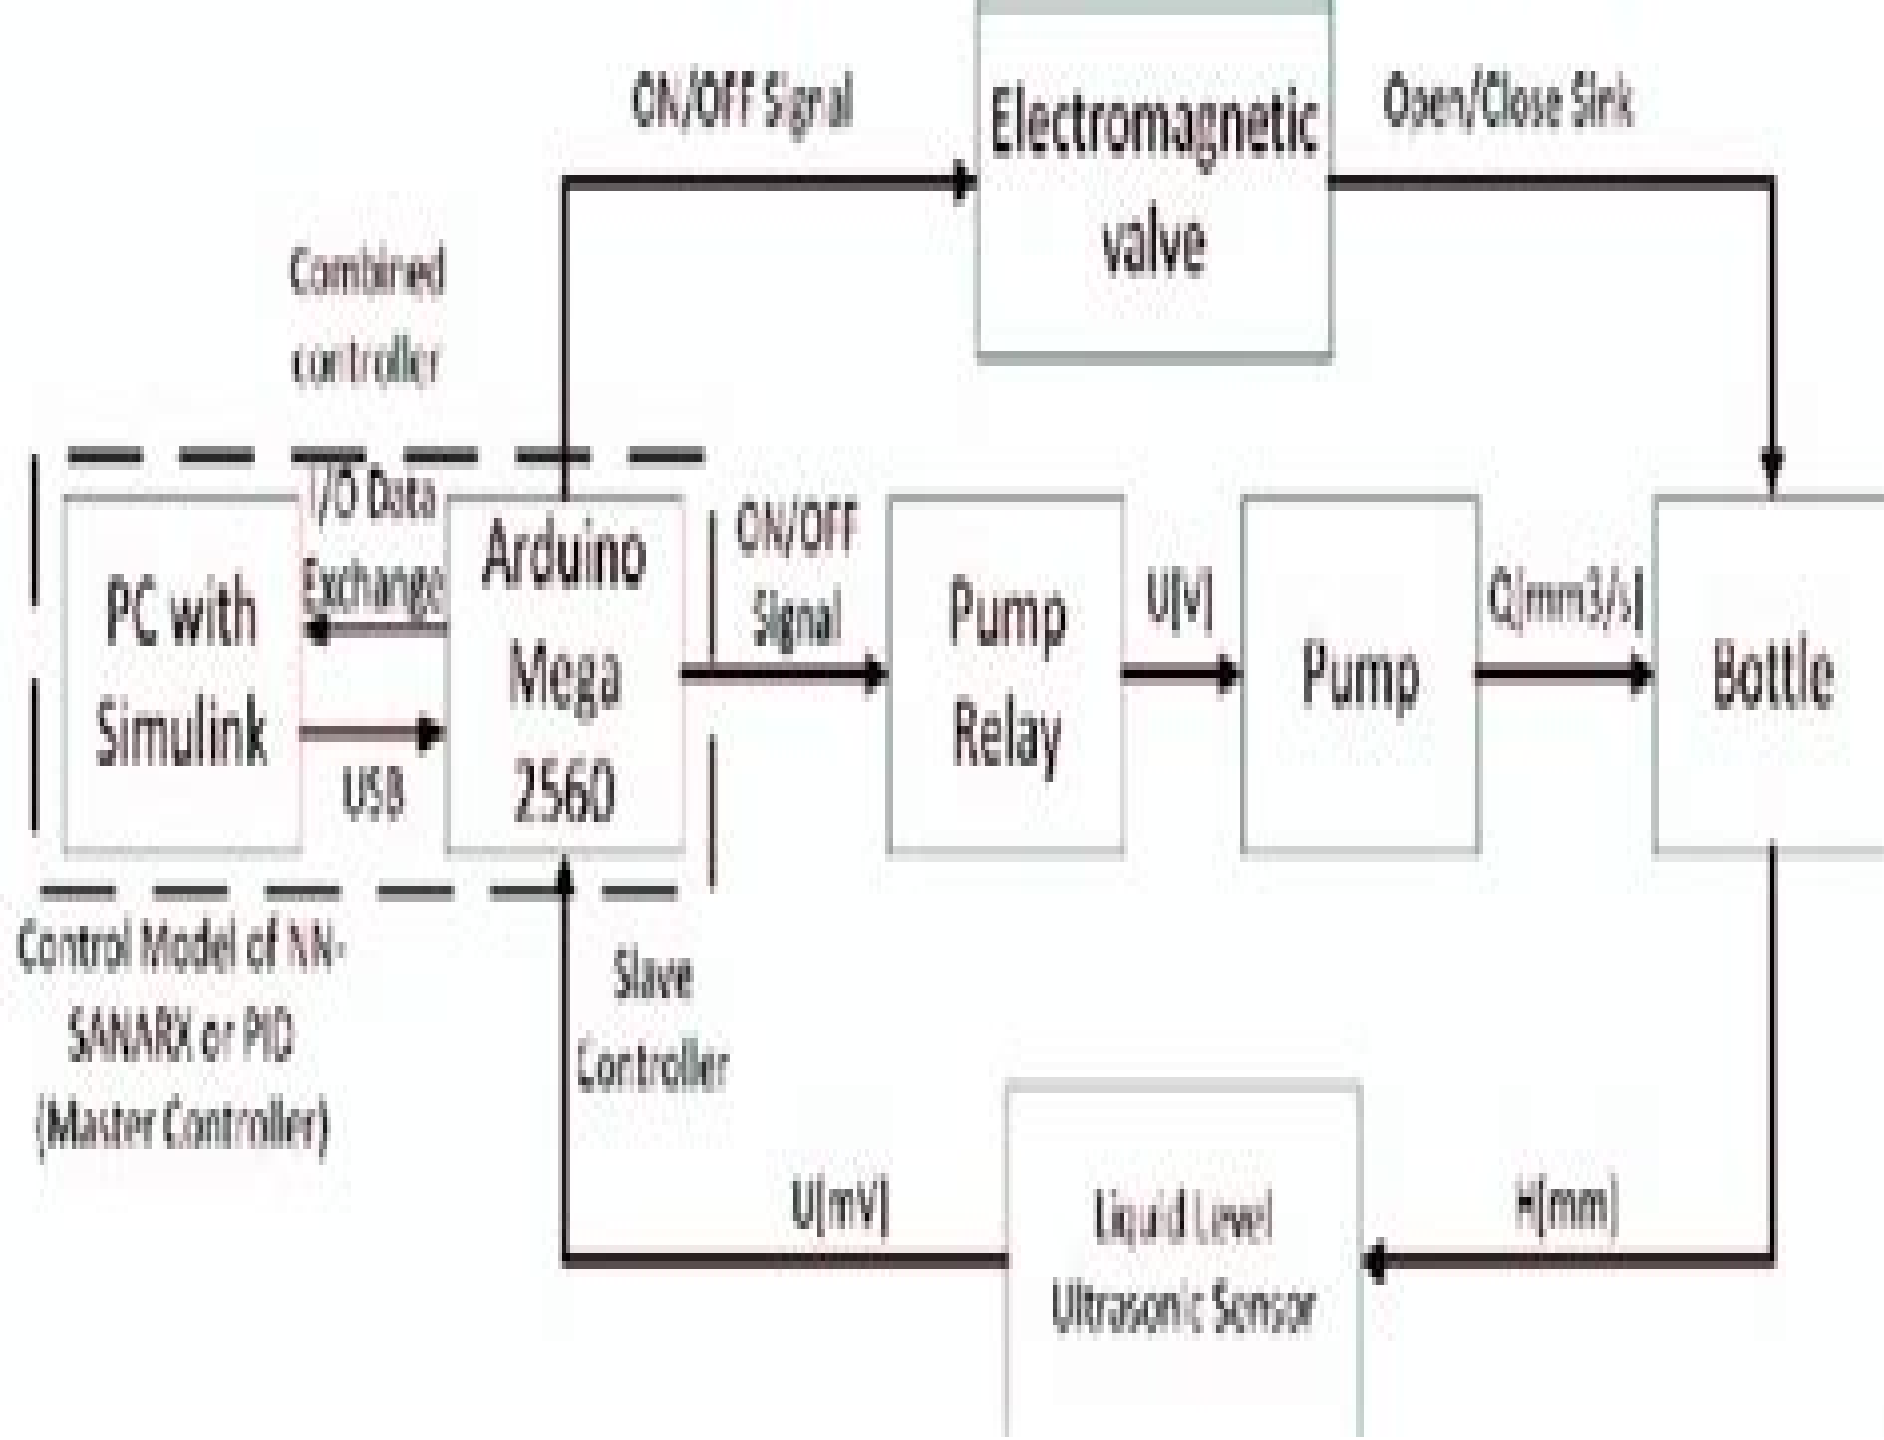 ON/OFF Signal
Electromagnetic
valve
Open/Close Sink
Combined
controller
I/O Data
Exchange
USB
PC with
Simulink
Arduino
Mega
2560
ON/OFF
Signal
Pump
Relay
U[V]
Pump
Q[mm3/s]
Bottle
Control Model of NN-
SANARX or PID
(Master Controller)
Slave
Controller
U[mV]
Liquid Level
Ultrasonic Sensor
H[mm]